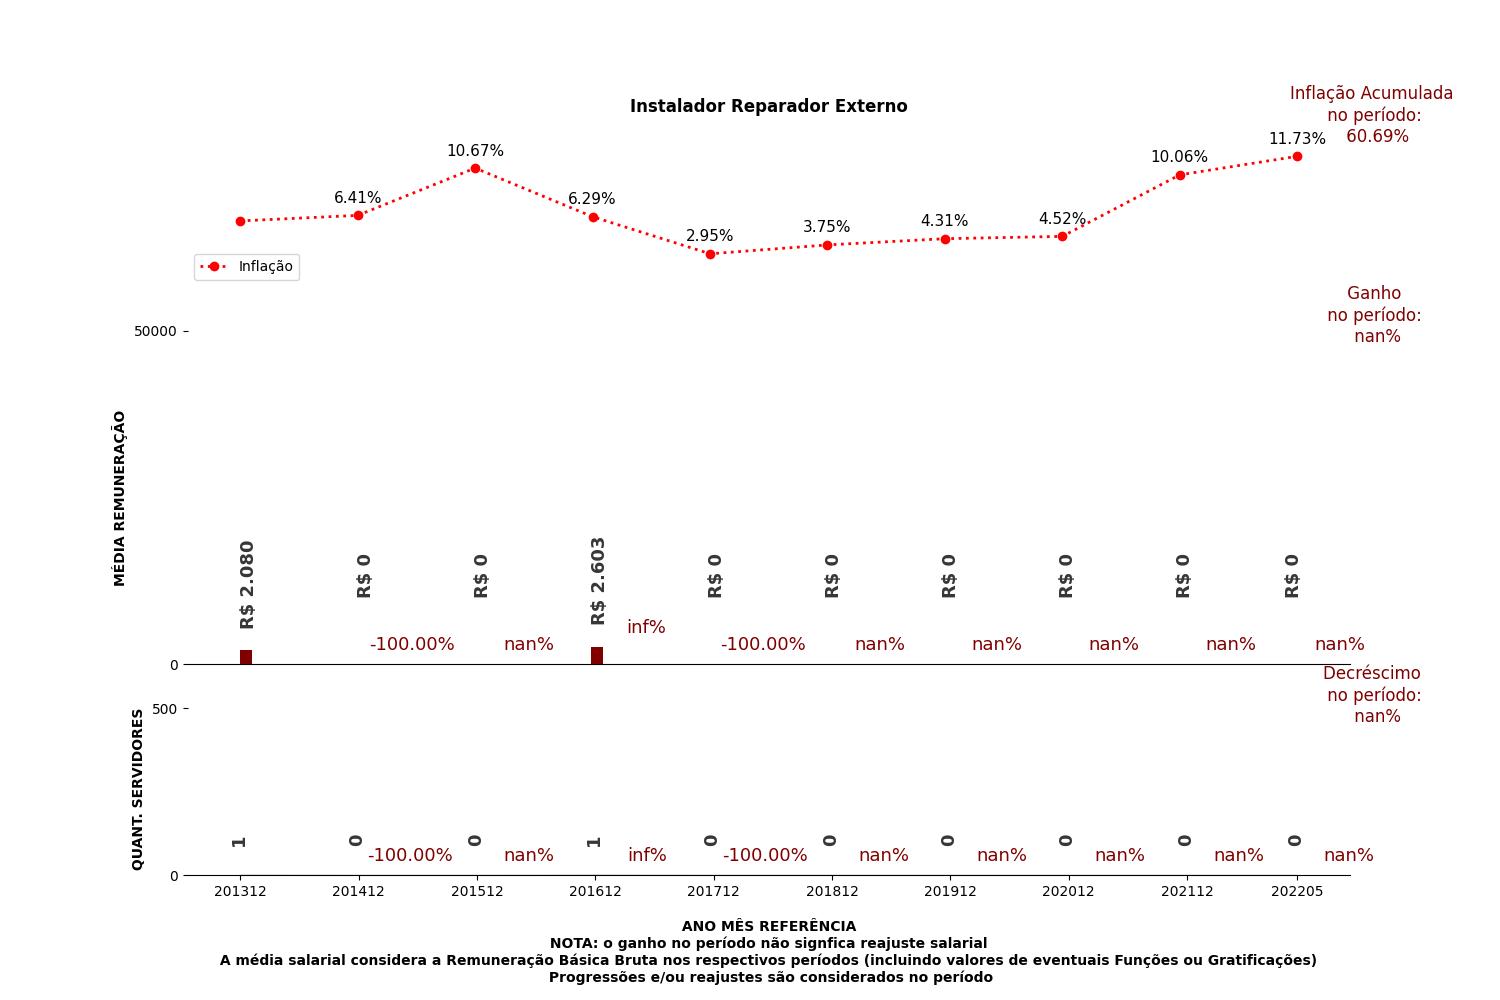 Instalador Reparador Externo
Inflação Acumulada
no período:
60.69%
6.41%
10.67%
6.29%
2.95%
3.75%
4.31%
4.52%
10.06%
11.73%
Inflação
Ganho
no período:
nan%
MÉDIA REMUNERAÇÃO
50000
0
R$ 2.080
R$ 0
R$ 0
R$ 2.603
R$ 0
R$ 0
R$ 0
R$ 0
R$ 0
R$ 0
-100.00%
nan%
inf%
-100.00%
nan%
nan%
nan%
nan%
nan%
Decréscimo
no período:
nan%
QUANT. SERVIDORES
500
0
1
0
0
1
0
0
0
0
0
0
-100.00%
nan%
inf%
-100.00%
nan%
nan%
nan%
nan%
nan%
201312
201412
201512
201612
201712
201812
201912
202012
202112
202205
ANO MÊS REFERÊNCIA
NOTA: o ganho no período não signfica reajuste salarial
A média salarial considera a Remuneração Básica Bruta nos respectivos períodos (incluindo valores de eventuais Funções ou Gratificações)
Progressões e/ou reajustes são considerados no período